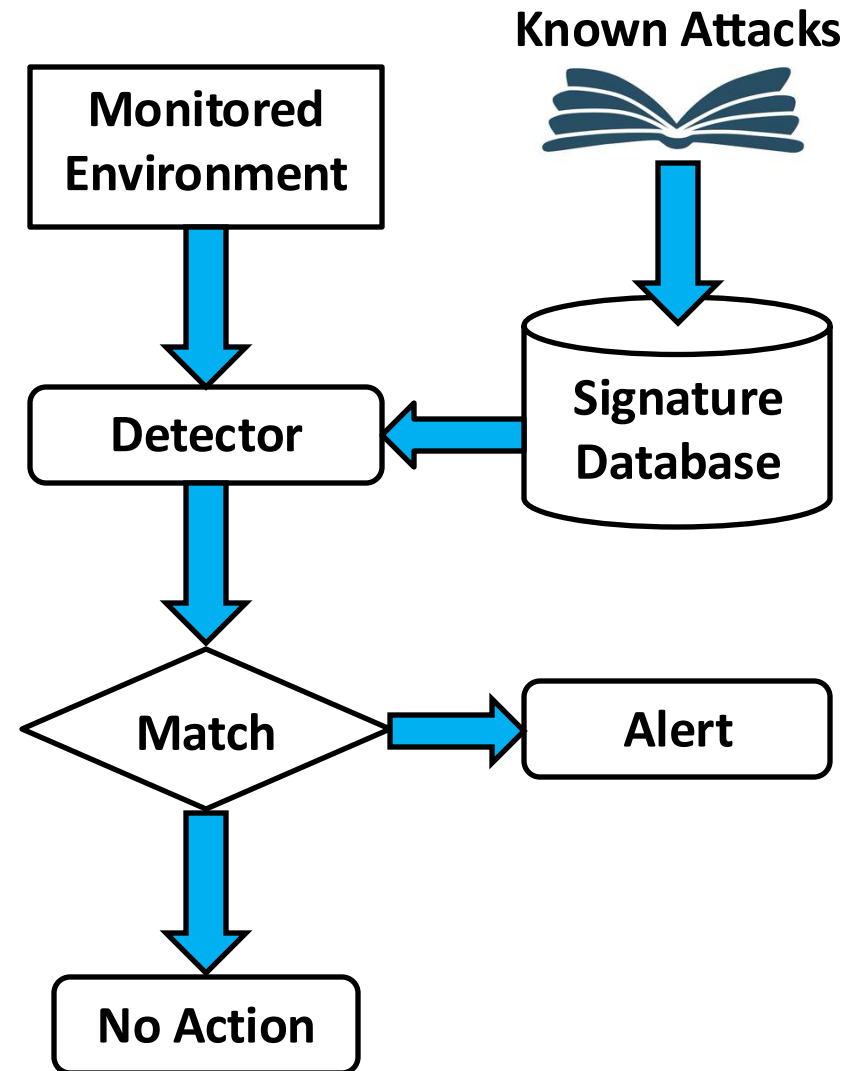 Known Attacks
Monitored
Environment
Signature
Database
Detector
Match
Alert
No Action